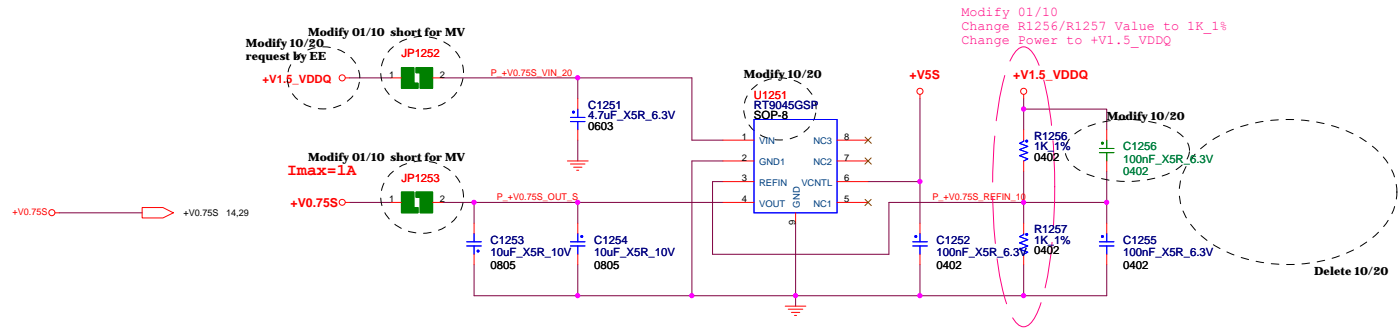 Modify 01/10
Change R1256/R1257 Value to 1K_1%
Change Power to +V1.5_VDDQ
Modify 01/10 short for MV
Modify 10/20
request by EE
JP1252
+V1.5_VDDQ
1
2
P_+V0.75S_VIN_20
C1251
4.7uF_X5R_6.3V
0603
Modify 10/20
U1251
RT9045GSP
SOP-8
1
VIN
NC3
8
2
GND1
NC2
7
3
REFIN
VCNTL
6
4
VOUT
NC1
5
GND
9
+V5S
+V1.5_VDDQ
R1256
1K_1%
0402
Modify 10/20
C1256
100nF_X5R_6.3V
0402
Modify 01/10 short for MV
Imax=1A
JP1253
+V0.75S
1
2
P_+V0.75S_OUT_S
P_+V0.75S_REFIN_10
+V0.75S
+V0.75S 14,29
C1253
10uF_X5R_10V
0805
C1254
10uF_X5R_10V
0805
C1252
100nF_X5R_6.3V
0402
R1257
1K_1%
0402
C1255
100nF_X5R_6.3V
0402
Delete 10/20